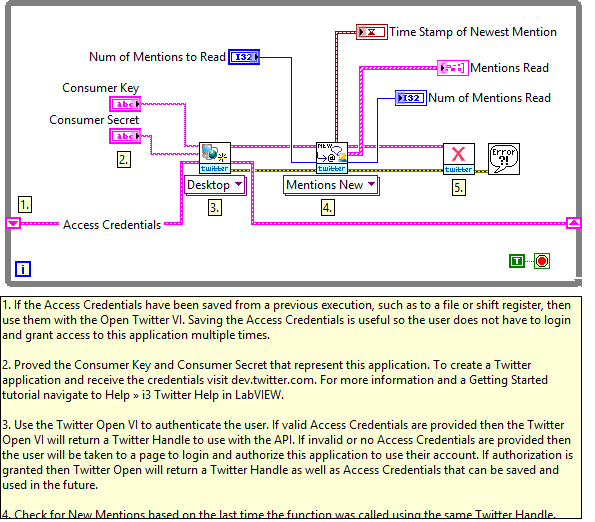 Time Stamp of Newest Mention
Num of Mentions to Read
I32
Mentions Read
Consumer Key
abc
I32
Num of Mentions Read
Consumer Secret
abc
2.
NEW
@
twitter
twitter
twitter
Error
?!
Desktop
Mentions New
5.
1.
3.
4.
Access Credentials
i
T
1. If the Access Credentials have been saved from a previous execution, such as to a file or shift register, then
use them with the Open Twitter VI. Saving the Access Credentials is useful so the user does not have to login
and grant access to this application multiple times.
2. Proved the Consumer Key and Consumer Secret that represent this application. To create a Twitter
application and receive the credentials visit dev.twitter.com. For more information and a Getting Started
tutorial navigate to Help » i3 Twitter Help in LabVIEW.
3. Use the Twitter Open VI to authenticate the user. If valid Access Credentials are provided then the Twitter
Open VI will return a Twitter Handle to use with the API. If invalid or no Access Credentials are provided then
the user will be taken to a page to login and authorize this application to use their account. If authorization is
granted then Twitter Open will return a Twitter Handle as well as Access Credentials that can be saved and
used in the future.
4. Check for New Mentions based on the last time the function was called using the same Twitter Handle.